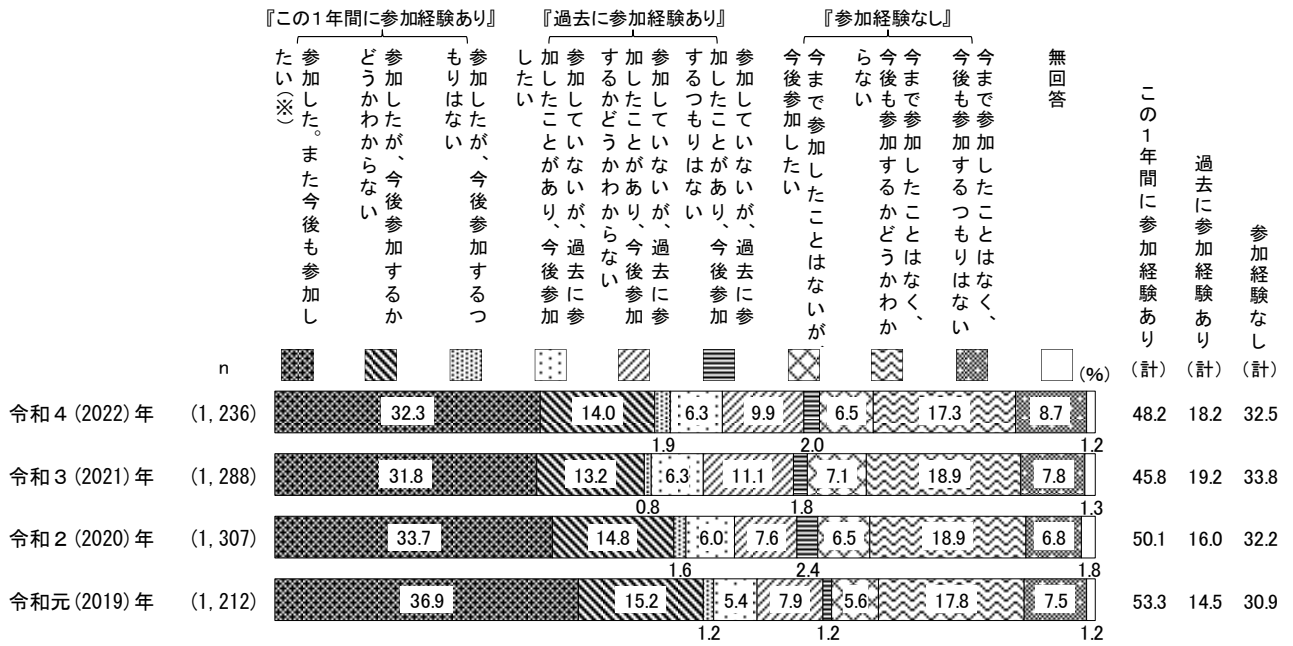 『この１年間に参加経験あり』 『過去に参加経験あり』 『参加経験なし』
参加した。また今後も参加し
たい（※）
参加したが、今後参加するか
どうかわからない
参加したが、今後参加するつ
もりはない
参加していないが、過去に参
加したことがあり、今後参加
したい
参加していないが、過去に参
加したことがあり、今後参加
するかどうかわからない
参加していないが、過去に参
加したことがあり、今後参加
するつもりはない
今まで参加したことはないが、
今後参加したい
今まで参加したことはなく、
今後も参加するかどうかわか
らない
今まで参加したことはなく、
今後も参加するつもりはない
無回答
この１年間に参加経験あり（計）
過去に参加経験あり（計）
参加経験なし（計）
n
(%)
令和４(2022)年 (1,236) 32.3 14.0 6.3 9.9 6.5 17.3 8.7 48.2 18.2 32.5
1.9 2.0 1.2
令和３(2021)年 (1,288) 31.8 13.2 6.3 11.1 7.1 18.9 7.8 45.8 19.2 33.8
0.8 1.8 1.3
令和２(2020)年 (1,307) 33.7 14.8 6.0 7.6 6.5 18.9 6.8 50.1 16.0 32.2
1.6 2.4 1.8
令和元(2019)年 (1,212) 36.9 15.2 5.4 7.9 5.6 17.8 7.5 53.3 14.5 30.9
1.2 1.2 1.2